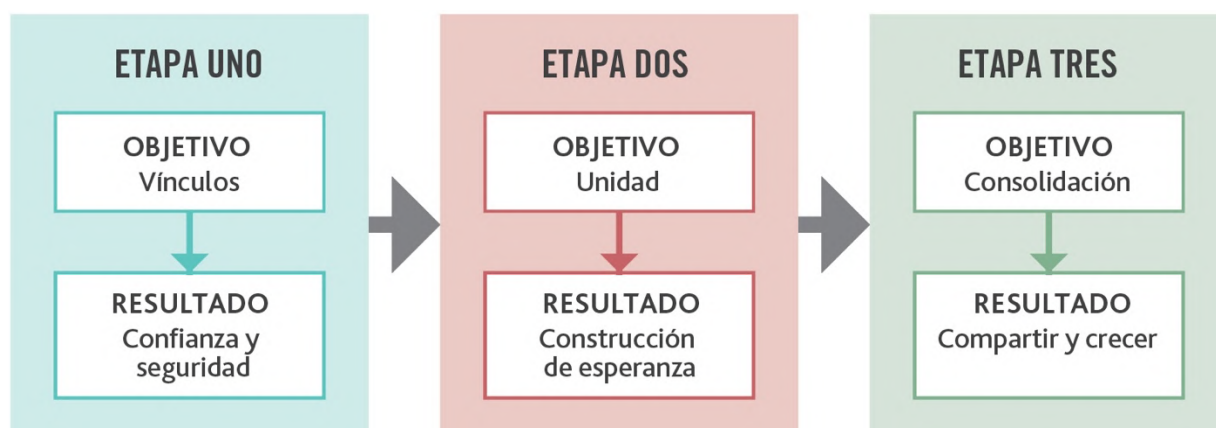 ETAPA UNO
OBJETIVO
Vínculos
RESULTADO
Confianza y
seguridad
ETAPA DOS
OBJETIVO
Unidad
RESULTADO
Construcción
de esperanza
ETAPA TRES
OBJETIVO
Consolidación
RESULTADO
Compartir y crecer